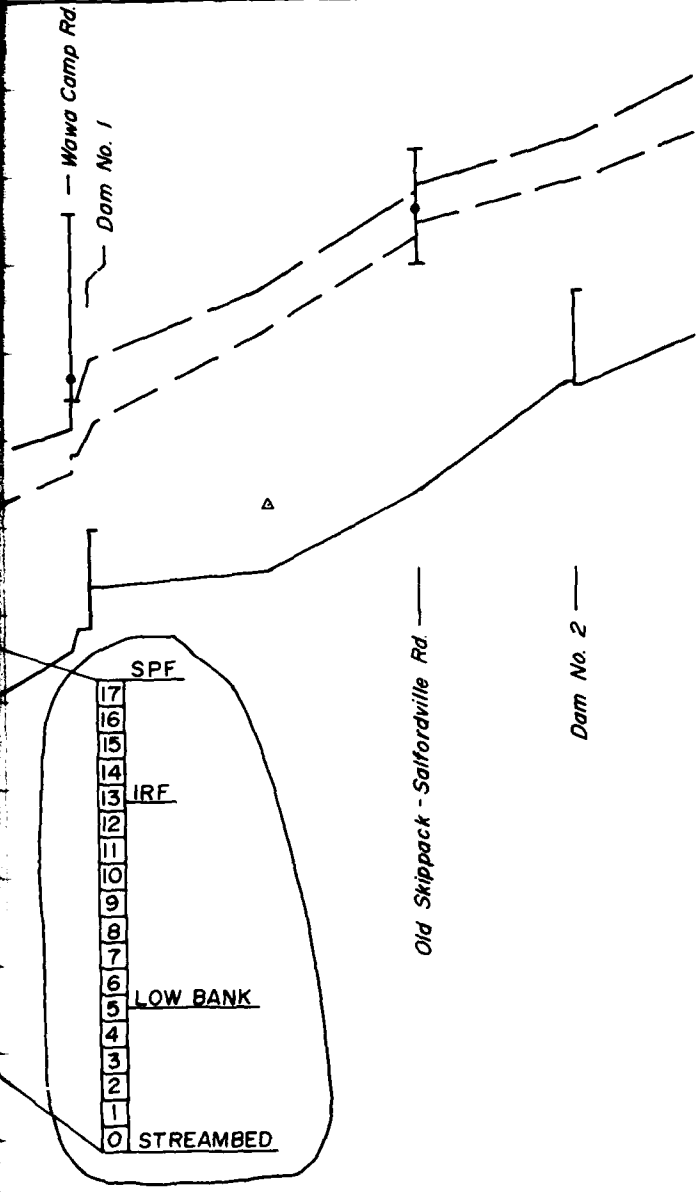 Wawa Camp Rd.
Dam No. 1
SPF
17
16
15
14
13 IRF
12
11
10
9
8
7
6
5 LOW BANK
4
3
2
1
0 STREAMBED
Old Skippack - Salfordville Rd.
Dam No. 2